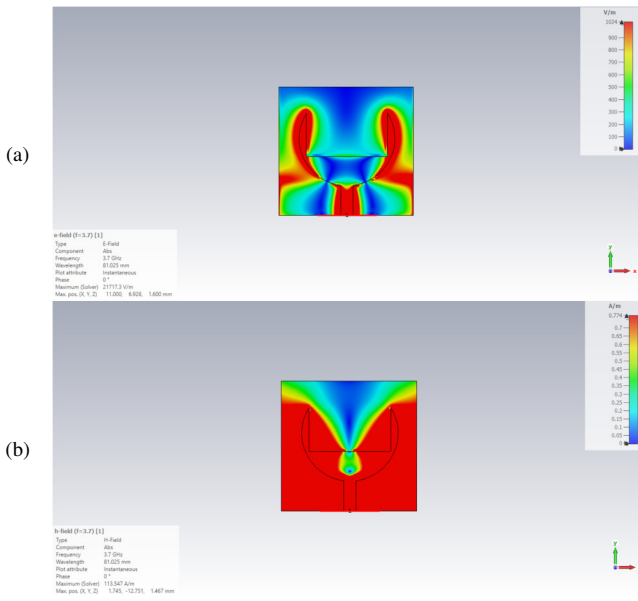 (a)
V/m
1024
900
800
700
600
500
400
300
200
100
0
e-field (f=3.7) [1]
Type E-Field
Component Abs
Frequency 3.7 GHz
Wavelength 81.025 mm
Plot attribute Instantaneous
Phase 0 °
Maximum (Solver) 21717.3 V/m
Max. pos. (X, Y, Z) 11.000, 6.928, 1.600 mm
y
x
(b)
A/m
0.774
0.7
0.65
0.6
0.55
0.5
0.45
0.4
0.35
0.3
0.25
0.2
0.15
0.1
0.05
0
h-field (f=3.7) [1]
Type H-Field
Component Abs
Frequency 3.7 GHz
Wavelength 81.025 mm
Plot attribute Instantaneous
Phase 0 °
Maximum (Solver) 113.547 A/m
Max. pos. (X, Y, Z) 1.745, -12.751, 1.467 mm
y